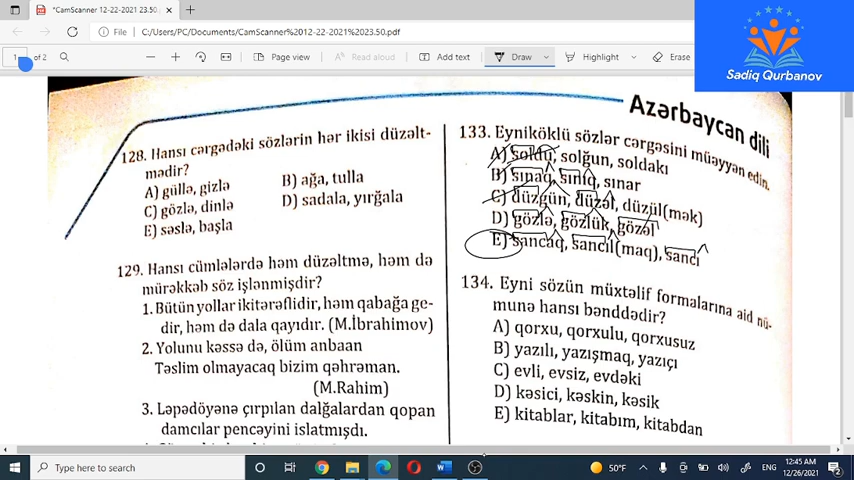 *CamScanner 12-22-2021 23.50.p
File
C:/Users/PC/Documents/CamScanner%2012-22-2021%2023.50.pdf
1 of 2
Page view
Read aloud
Add text
Draw
Highlight
Erase
Sadiq Qurbanov
Azərbaycan dili
128. Hansı cərgədəki sözlərin hər ikisi düzəlt-
mədir?
A) güllə, gizlə
B) ağa, tulla
C) gözlə, dinlə
D) sadala, yırğala
E) səslə, başla
129. Hansı cümlələrdə həm düzəltmə, həm də
mürəkkəb söz işlənmişdir?
1. Bütün yollar ikitərəflidir, həm qabağa ge-
dir, həm də dala qayıdır. (M.İbrahimov)
2. Yolunu kəssə də, ölüm anbaan
Təslim olmayacaq bizim qəhrəman.
(M.Rahim)
3. Ləpədöyənə çırpılan dalğalardan qopan
damcılar pencəyini islatmışdı.
133. Eyniköklü sözlər cərgəsini müəyyən edin.
A) soldu, solğun, soldakı
B) sınaq, sınıq, sınar
C) düzgün, düzəl, düzül(mək)
D) gözlə, gözlük, gözəl
E) sancaq, sancıl(maq), sancı
134. Eyni sözün müxtəlif formalarına aid nü-
munə hansı bənddədir?
A) qorxu, qorxulu, qorxusuz
B) yazılı, yazışmaq, yazıçı
C) evli, evsiz, evdəki
D) kəsici, kəskin, kəsik
E) kitablar, kitabım, kitabdan
Type here to search
50°F
ENG
12:45 AM
12/26/2021
2